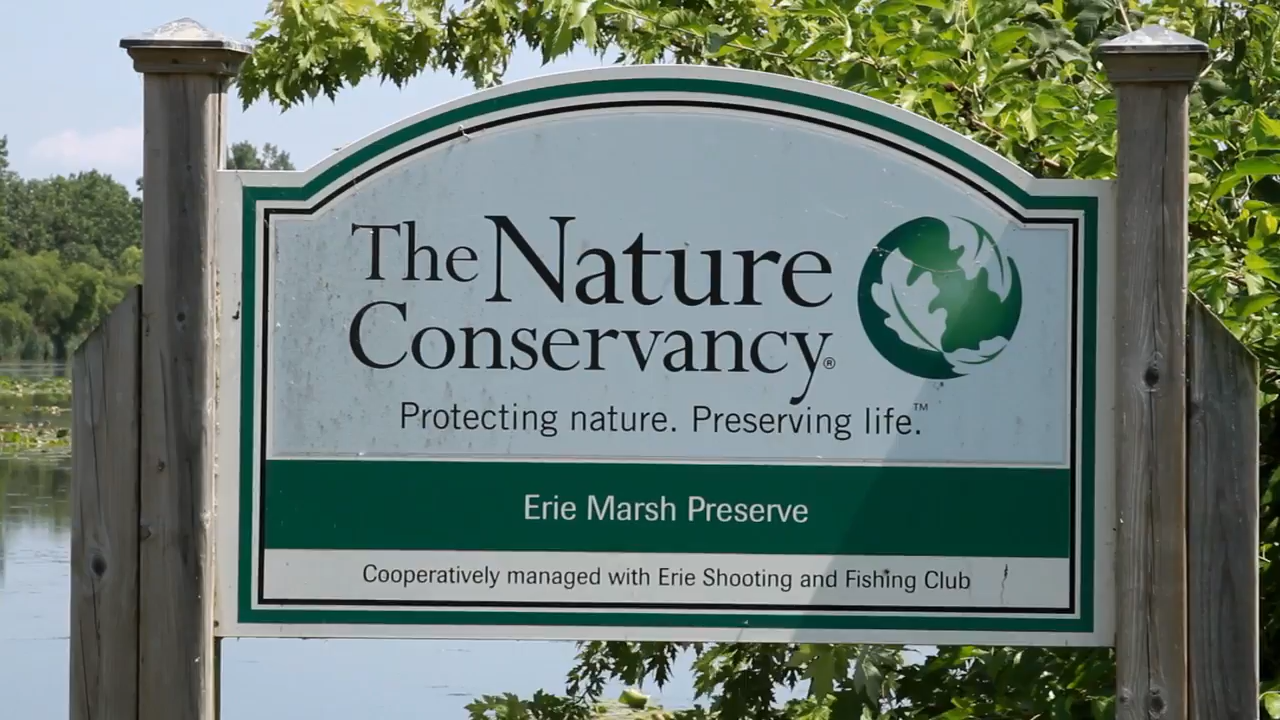 The Nature
Conservancy®
Protecting nature. Preserving life.™
Erie Marsh Preserve
Cooperatively managed with Erie Shooting and Fishing Club